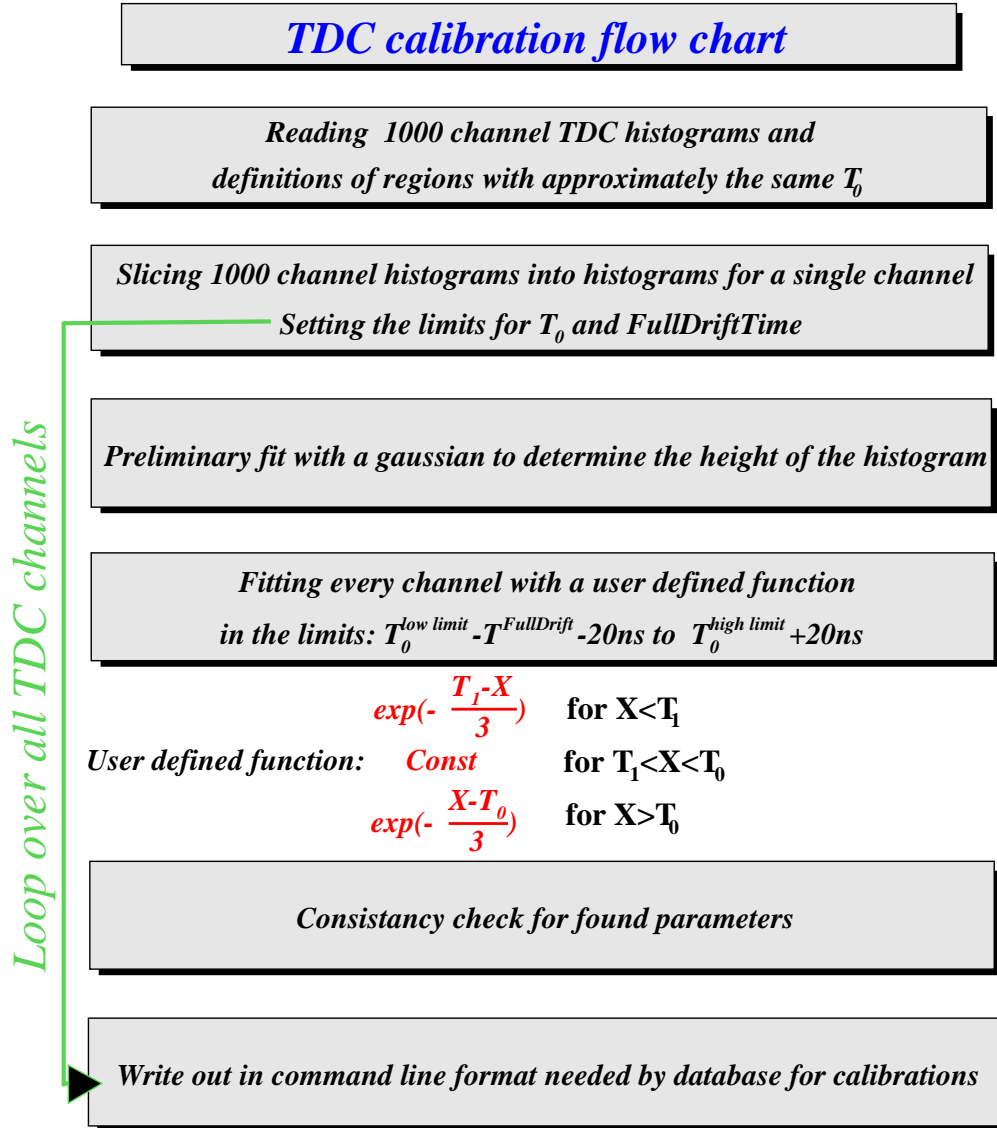 TDC calibration flow chart
Reading 1000 channel TDC histograms and
definitions of regions with approximately the same T₀
Slicing 1000 channel histograms into histograms for a single channel
Setting the limits for T₀ and FullDriftTime
Loop over all TDC channels
Preliminary fit with a gaussian to determine the height of the histogram
Fitting every channel with a user defined function
in the limits: T₀^low limit -T^FullDrift -20ns to T₀^high limit +20ns
exp(- (T₁-X)/3) for X<T₁
User defined function: Const for T₁<X<T₀
exp(- (X-T₀)/3) for X>T₀
Consistancy check for found parameters
Write out in command line format needed by database for calibrations